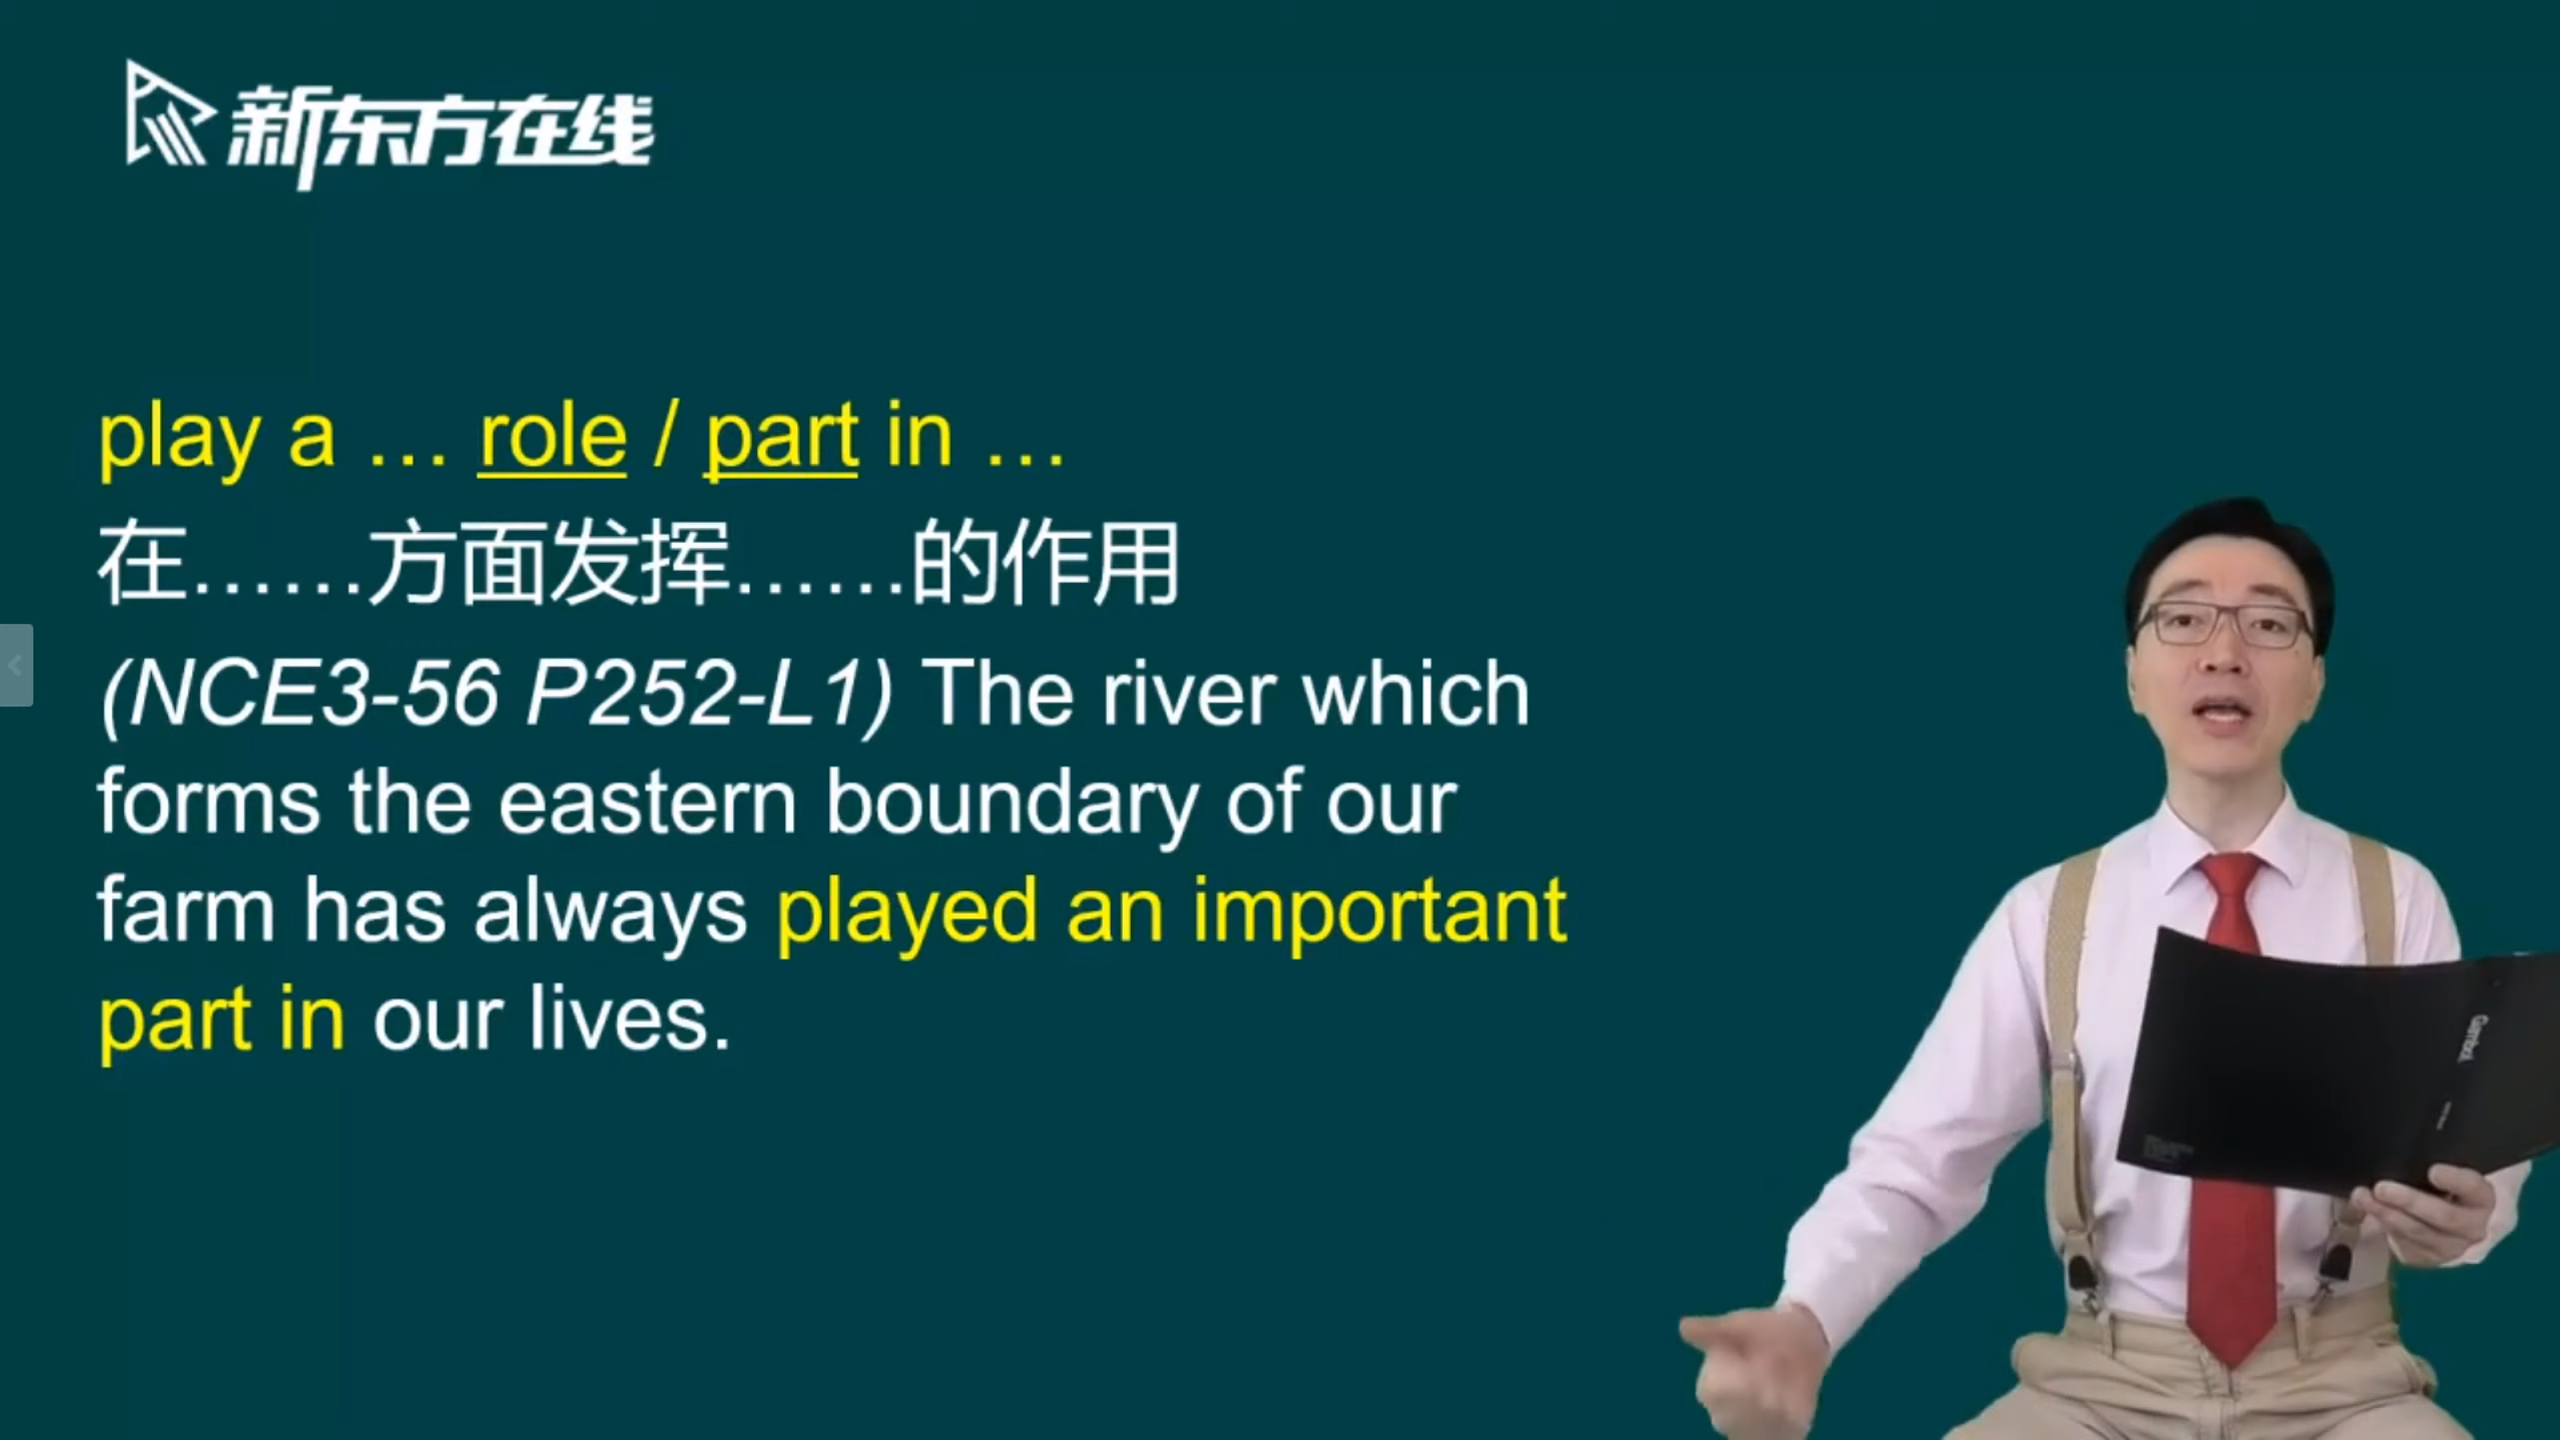 新东方在线
play a … role / part in …
在……方面发挥……的作用
(NCE3-56 P252-L1) The river which
forms the eastern boundary of our
farm has always played an important
part in our lives.
Gambol